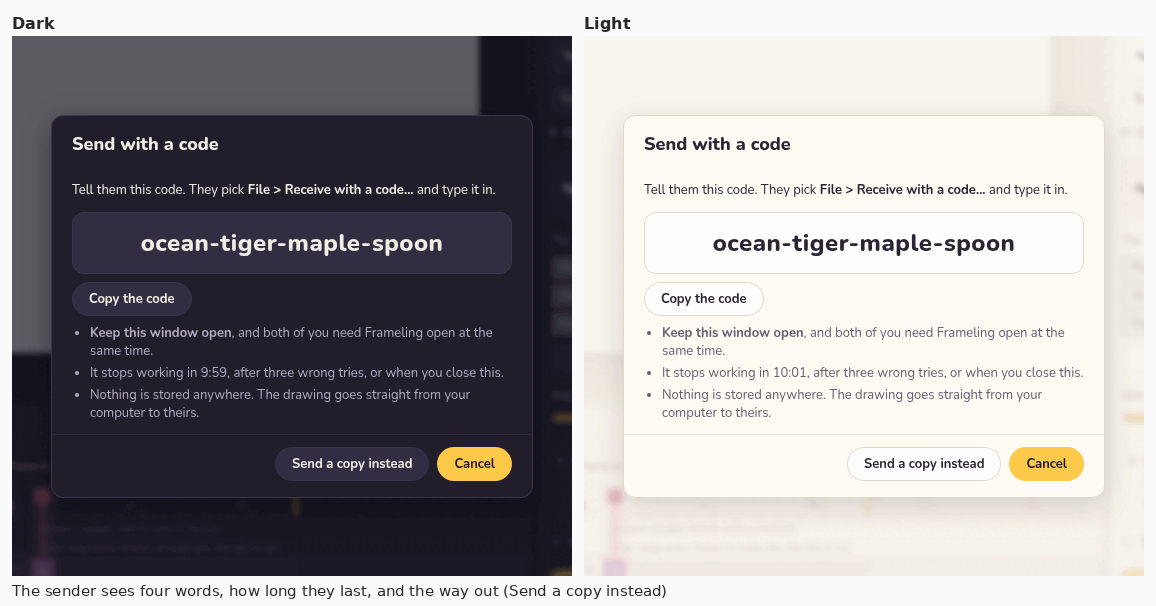 Dark
Send with a code
Tell them this code. They pick File > Receive with a code... and type it in.
ocean-tiger-maple-spoon
Copy the code
• Keep this window open, and both of you need Frameling open at the
same time.
• It stops working in 9:59, after three wrong tries, or when you close this.
• Nothing is stored anywhere. The drawing goes straight from your
computer to theirs.
Send a copy instead
Cancel
Light
Send with a code
Tell them this code. They pick File > Receive with a code... and type it in.
ocean-tiger-maple-spoon
Copy the code
• Keep this window open, and both of you need Frameling open at the
same time.
• It stops working in 10:01, after three wrong tries, or when you close this.
• Nothing is stored anywhere. The drawing goes straight from your
computer to theirs.
Send a copy instead
Cancel
The sender sees four words, how long they last, and the way out (Send a copy instead)